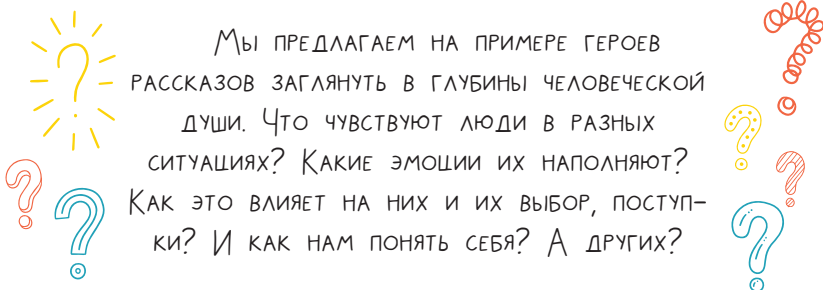 Мы предлагаем на примере героев
рассказов заглянуть в глубины человеческой
души. Что чувствуют люди в разных
ситуациях? Какие эмоции их наполняют?
Как это влияет на них и их выбор, поступ-
ки? И как нам понять себя? А других?